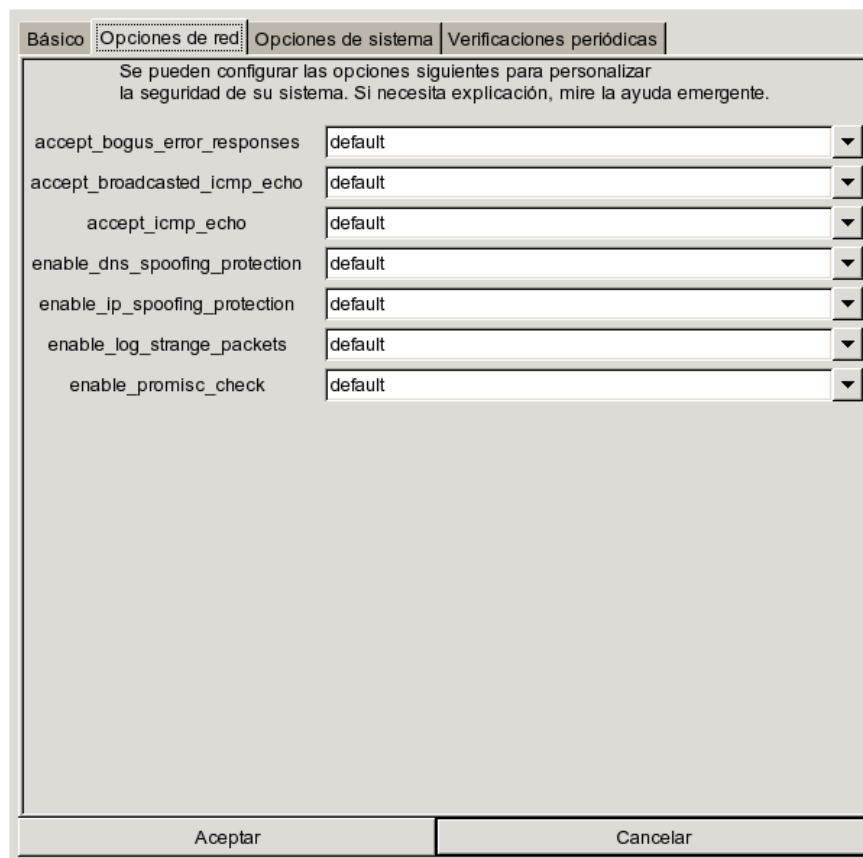 Básico Opciones de red Opciones de sistema Verificaciones periódicas
Se pueden configurar las opciones siguientes para personalizar
la seguridad de su sistema. Si necesita explicación, mire la ayuda emergente.
accept_bogus_error_responses default
accept_broadcasted_icmp_echo default
accept_icmp_echo default
enable_dns_spoofing_protection default
enable_ip_spoofing_protection default
enable_log_strange_packets default
enable_promisc_check default
Aceptar Cancelar